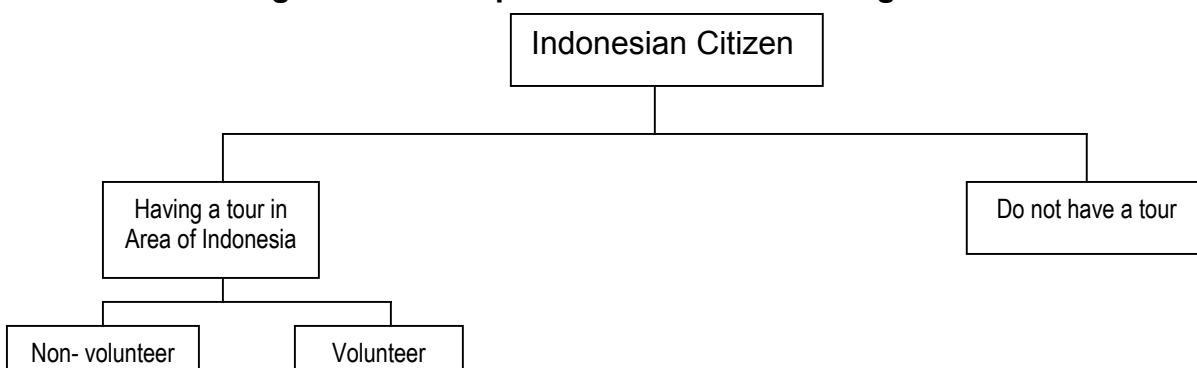 Indonesian Citizen
Having a tour in
Area of Indonesia
Do not have a tour
Non- volunteer
Volunteer